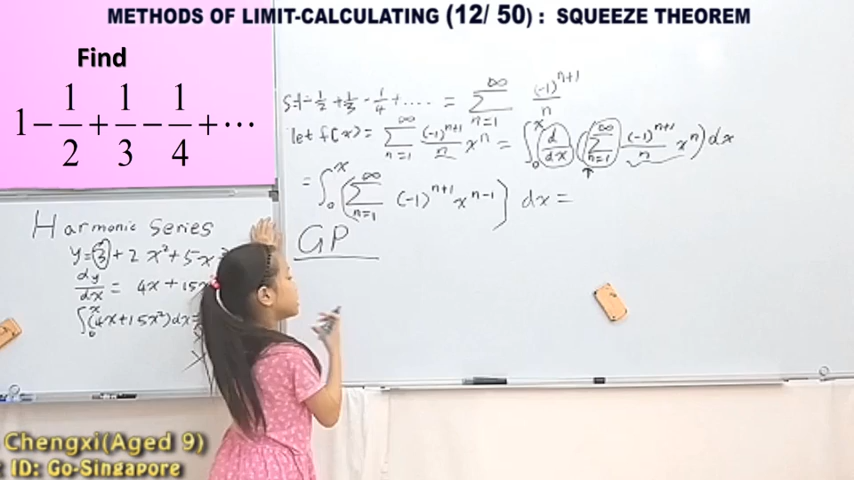 METHODS OF LIMIT-CALCULATING (12/ 50) : SQUEEZE THEOREM
Find
1 − 1/2 + 1/3 − 1/4 + ⋯
S=1-1/2+1/3-1/4+.... = ∑_{n=1}^{∞} (-1)^{n+1}/n
let f(x) = ∑_{n=1}^{∞} (-1)^{n+1}/n x^n = ∫_0^x d/dx (∑_{n=1}^{∞} (-1)^{n+1}/n x^n) dx
= ∫_0^x (∑_{n=1}^{∞} (-1)^{n+1} x^{n-1}) dx =
GP
Harmonic Series
y=3+2x²+5x
dy/dx = 4x+15x
∫_0^x (4x+15x²)dx=
y
Chengxi(Aged 9)
: ID: Go-Singapore